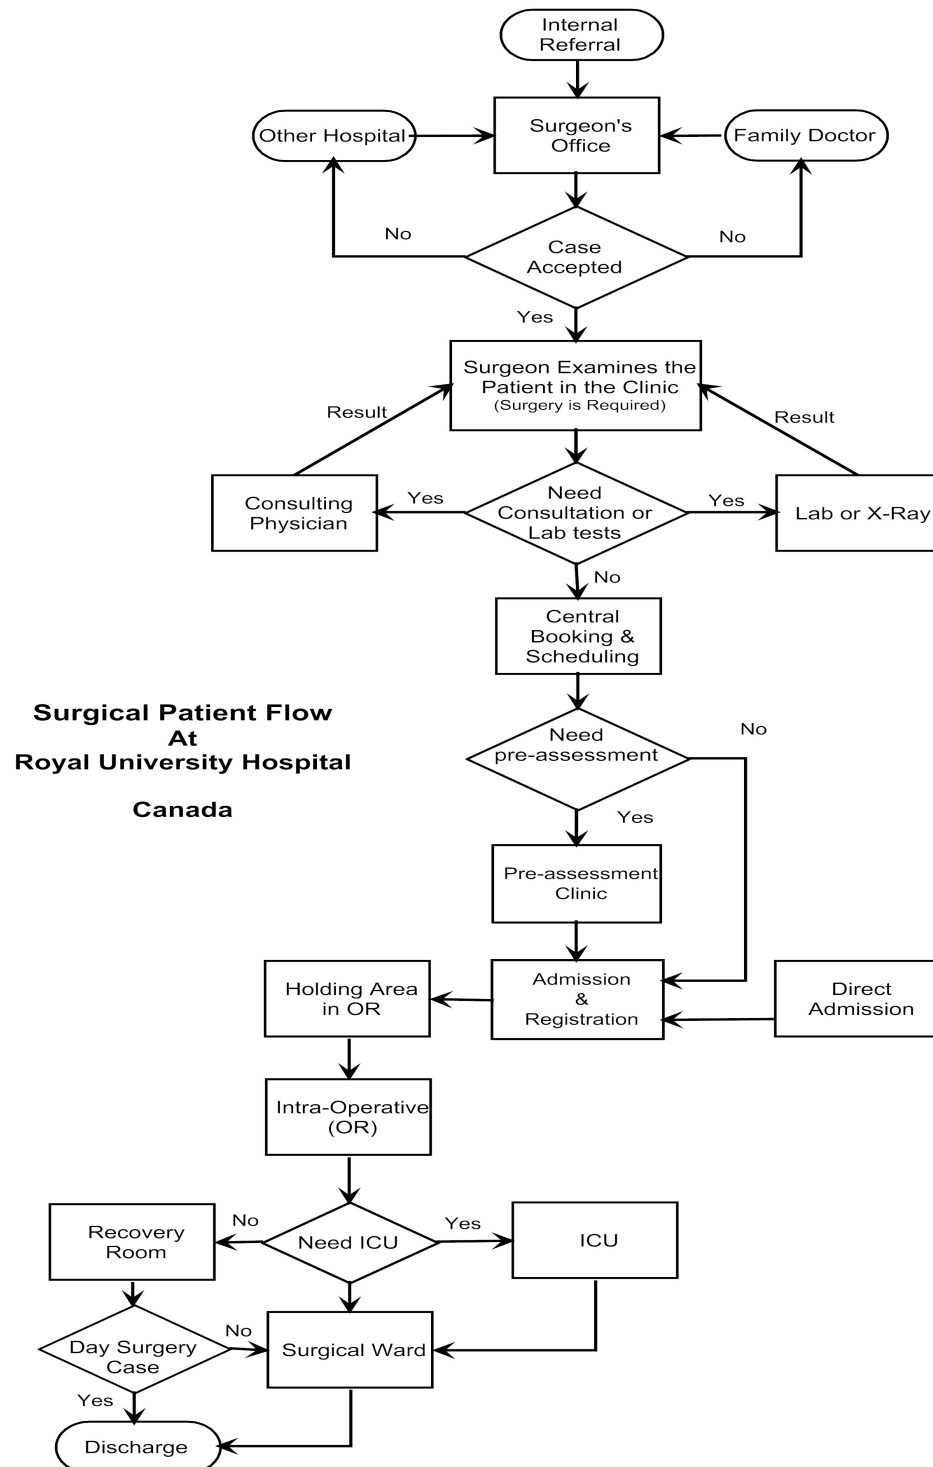 Internal
Referral
Other Hospital
Surgeon's
Office
Family Doctor
No
Case
Accepted
No
Yes
Surgeon Examines the
Patient in the Clinic
(Surgery is Required)
Result
Result
Consulting
Physician
Yes
Need
Consultation or
Lab tests
Yes
Lab or X-Ray
No
Central
Booking &
Scheduling
Surgical Patient Flow
At
Royal University Hospital
Canada
Need
pre-assessment
No
Yes
Pre-assessment
Clinic
Holding Area
in OR
Admission
&
Registration
Direct
Admission
Intra-Operative
(OR)
Recovery
Room
No
Need ICU
Yes
ICU
Day Surgery
Case
No
Surgical Ward
Yes
Discharge